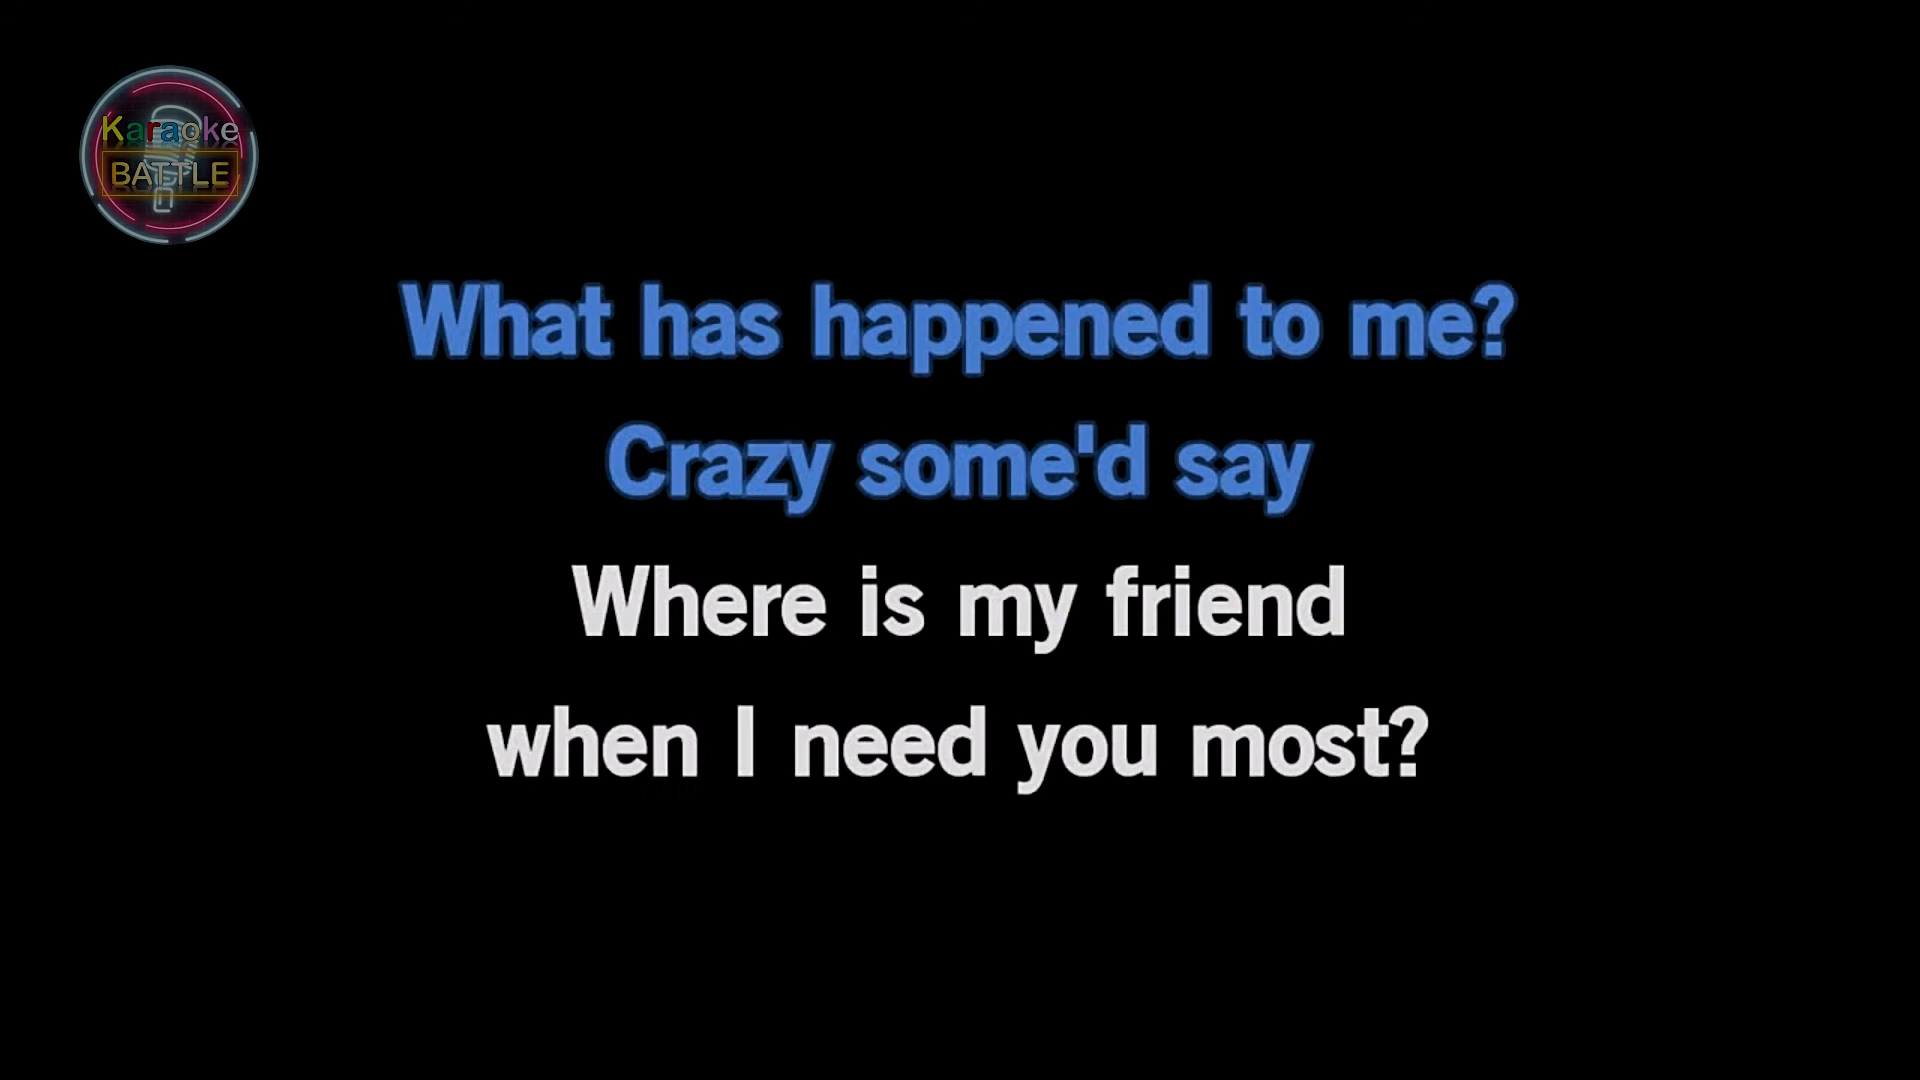 Karaoke
BATTLE
What has happened to me?
Crazy some'd say
Where is my friend
when I need you most?